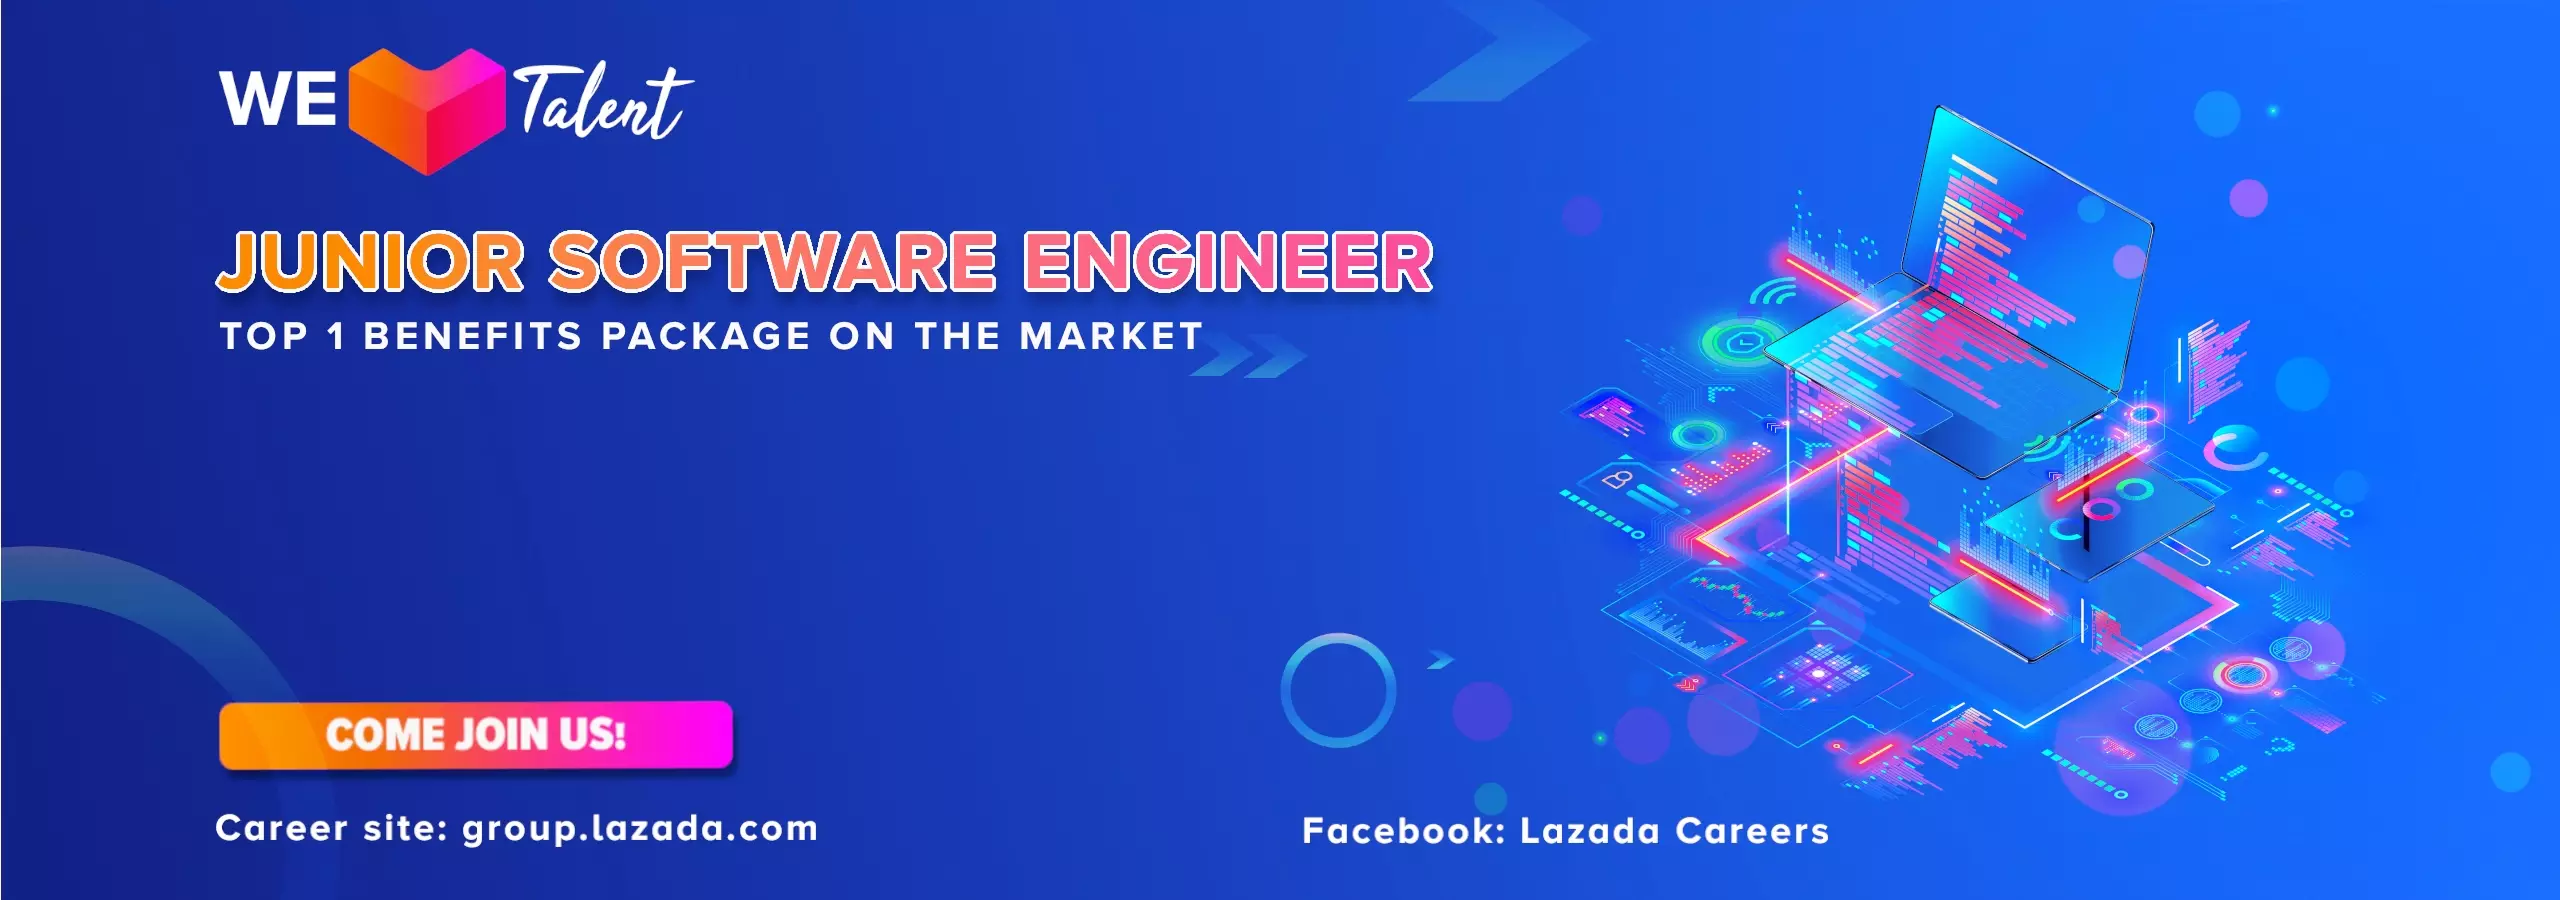 WE Talent
JUNIOR SOFTWARE ENGINEER
TOP 1 BENEFITS PACKAGE ON THE MARKET
COME JOIN US!
Career site: group.lazada.com
Facebook: Lazada Careers